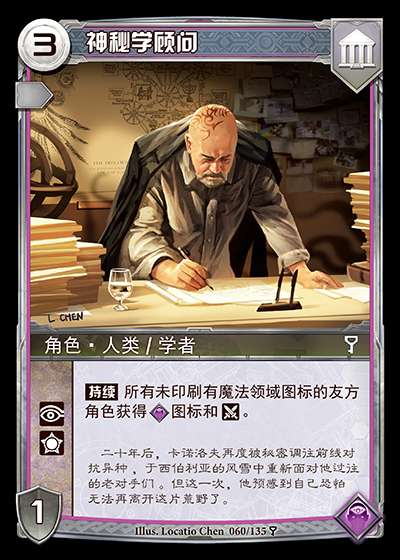 3 神秘学顾问
L. CHEN
角色·人类 / 学者
持续 所有未印刷有魔法领域图标的友方
角色获得 图标和 。
二十年后，卡诺洛夫再度被秘密调往前线对
抗异种，于西伯利亚的风雪中重新面对他过往
的老对手们。但这一次，他预感到自己恐怕
无法再离开这片荒野了。
1
Illus. Locatio Chen 060/135